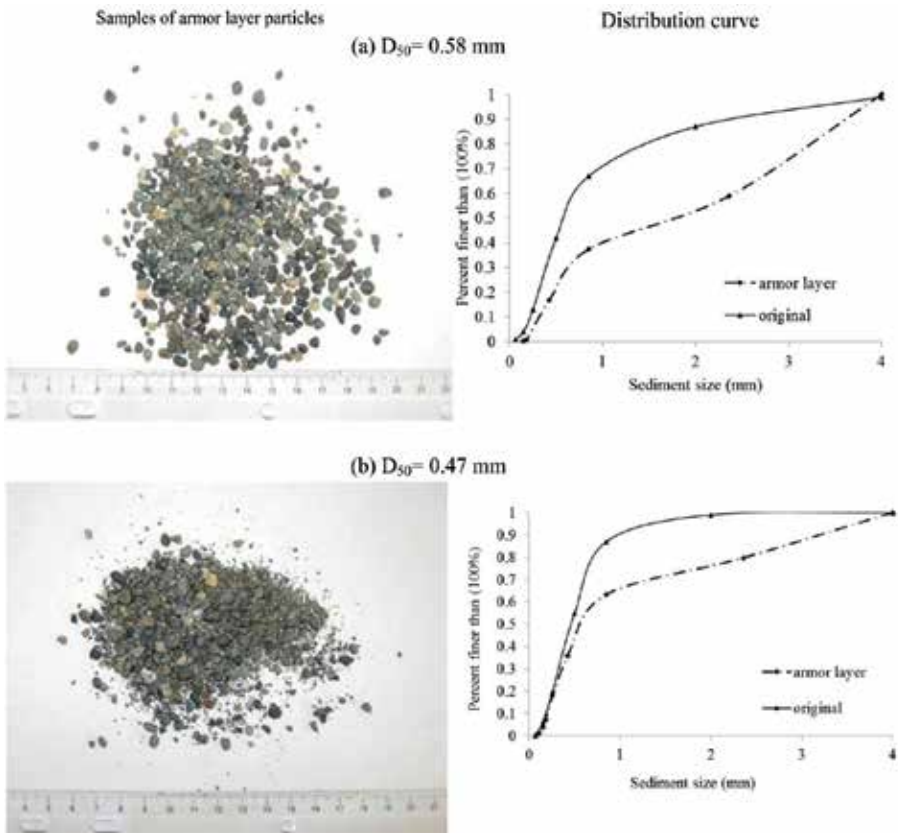 Samples of armor layer particles
Distribution curve
(a) D₅₀= 0.58 mm
Percent finer than (100%)
1
0.9
0.8
0.7
0.6
0.5
0.4
0.3
0.2
0.1
0
0 1 2 3 4
Sediment size (mm)
armor layer
original
(b) D₅₀= 0.47 mm
Percent finer than (100%)
1
0.9
0.8
0.7
0.6
0.5
0.4
0.3
0.2
0.1
0
0 1 2 3 4
Sediment size (mm)
armor layer
original